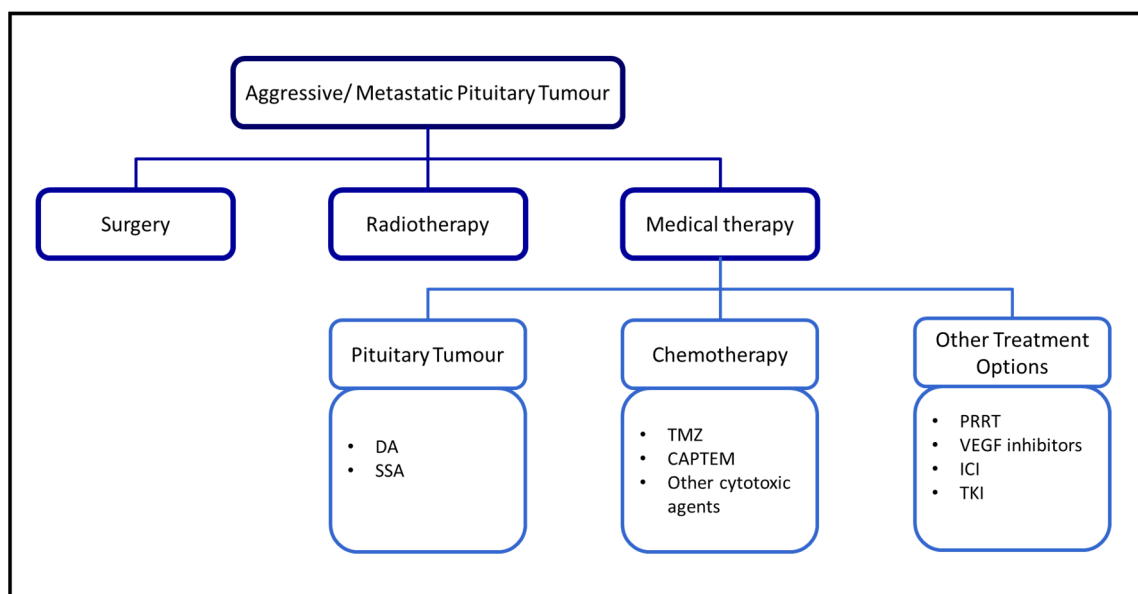 Aggressive/ Metastatic Pituitary Tumour
Surgery
Radiotherapy
Medical therapy
Pituitary Tumour
Chemotherapy
Other Treatment
Options
• DA
• SSA
• TMZ
• CAPTEM
• Other cytotoxic
agents
• PRRT
• VEGF inhibitors
• ICI
• TKI